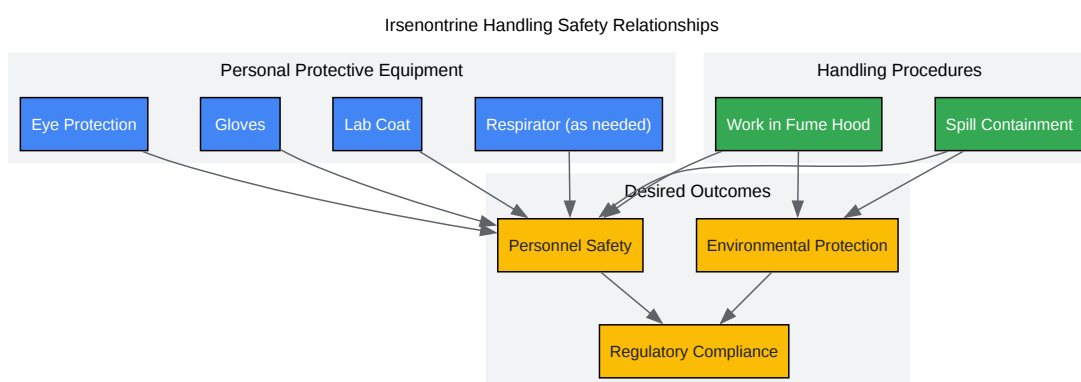 Irsenontrine Handling Safety Relationships
Personal Protective Equipment
Handling Procedures
Eye Protection
Gloves
Lab Coat
Respirator (as needed)
Work in Fume Hood
Spill Containment
Desired Outcomes
Personnel Safety
Environmental Protection
Regulatory Compliance